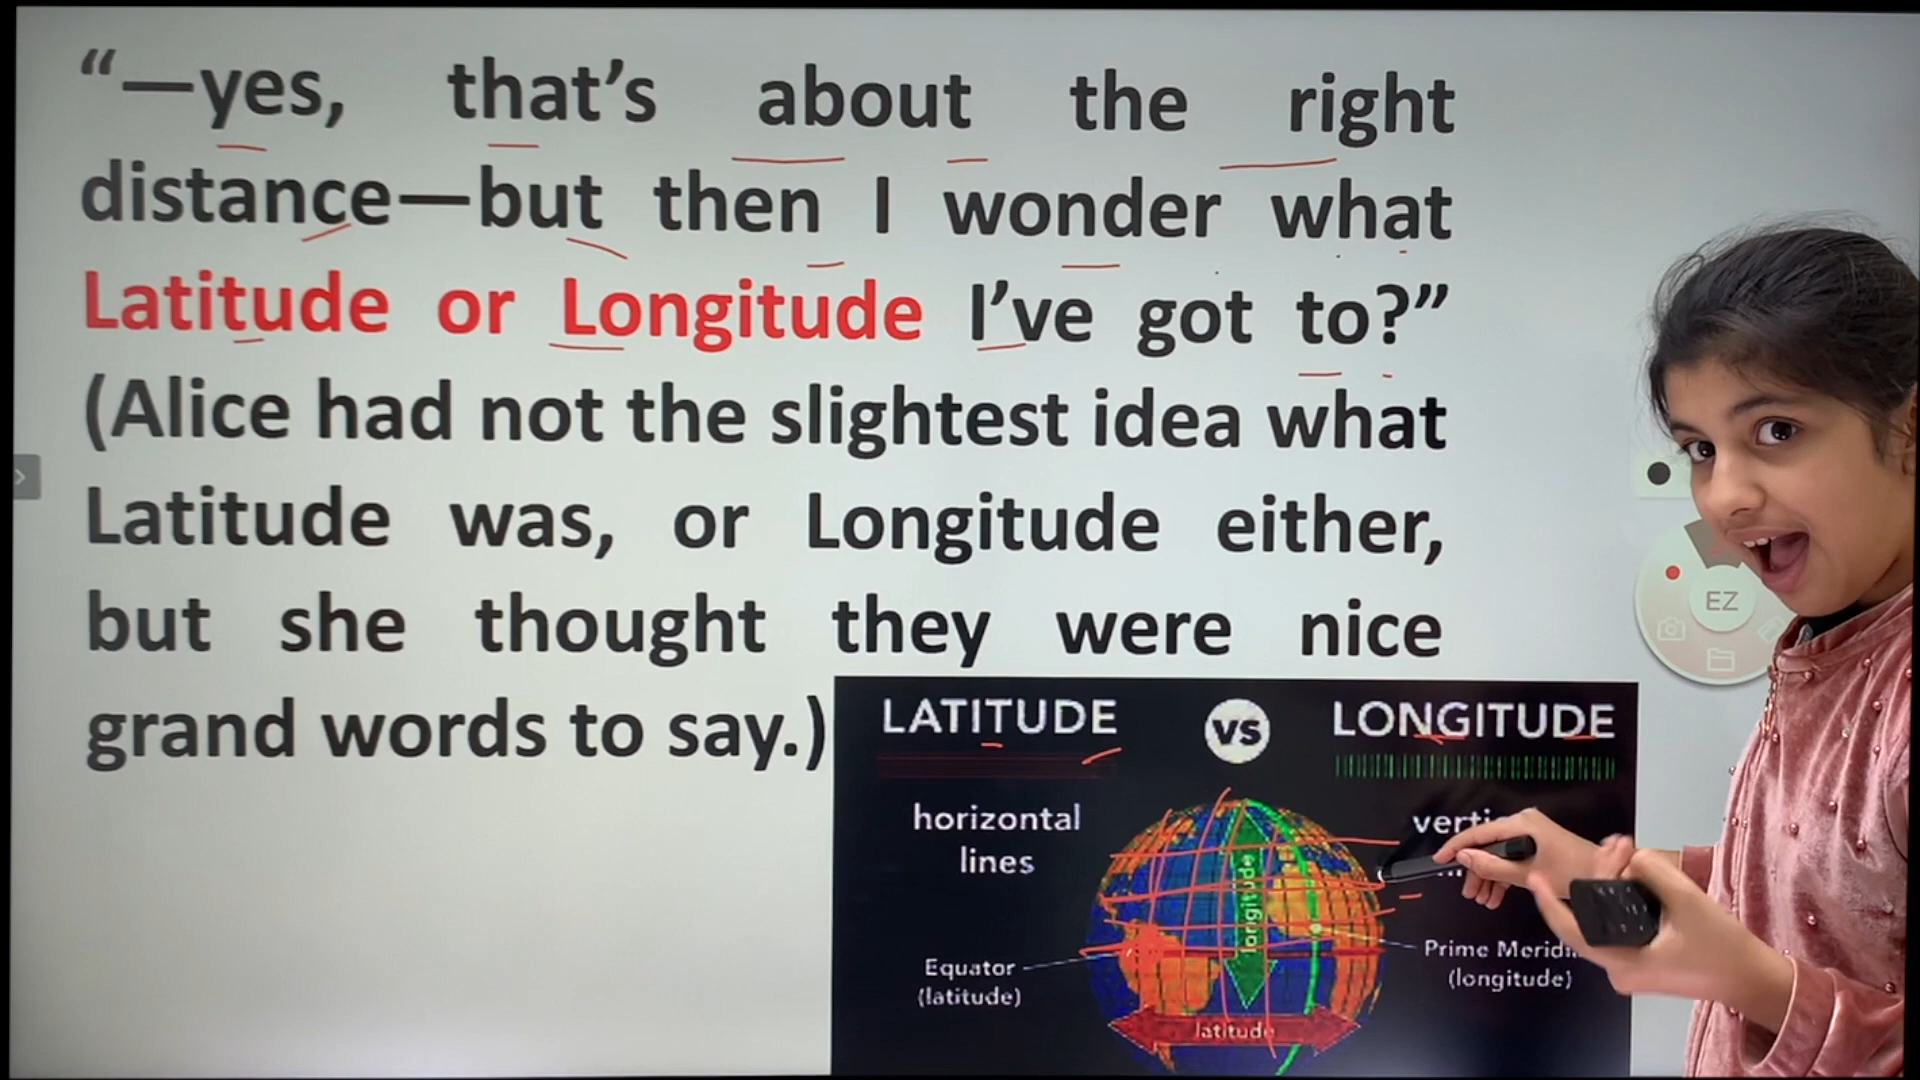 “—yes, that’s about the right
distance—but then I wonder what
Latitude or Longitude I’ve got to?”
(Alice had not the slightest idea what
Latitude was, or Longitude either,
but she thought they were nice
grand words to say.)
LATITUDE VS LONGITUDE
horizontal
lines
longitude
Equator
(latitude)
Prime
(longitude)
latitude
EZ